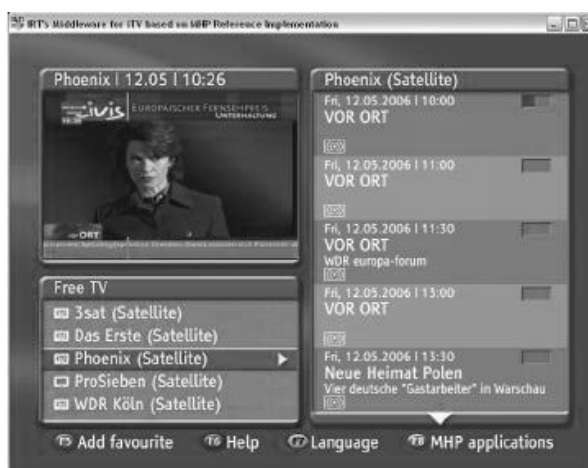 IRT's Middleware for iTV based on MHP Reference Implementation
Phoenix | 12.05 | 10:26
ivis
EUROPÄISCHER FERNSEHPREIS
UNTERHALTUNG
VOR ORT
Free TV
3sat (Satellite)
Das Erste (Satellite)
Phoenix (Satellite)
ProSieben (Satellite)
WDR Köln (Satellite)
Phoenix (Satellite)
Fri, 12.05.2006 | 10:00
VOR ORT
Fri, 12.05.2006 | 11:00
VOR ORT
Fri, 12.05.2006 | 11:30
VOR ORT
WDR europa-forum
Fri, 12.05.2006 | 13:00
VOR ORT
Fri, 12.05.2006 | 13:30
Neue Heimat Polen
Vier deutsche "Gastarbeiter" in Warschau
F5 Add favourite F6 Help F7 Language F8 MHP applications